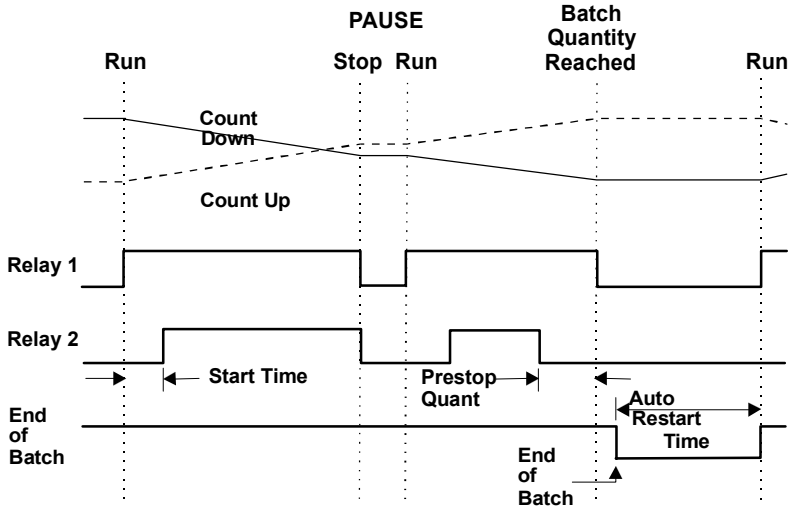 PAUSE
Batch
Quantity
Reached
Run
Stop Run
Run
Count
Down
Count Up
Relay 1
Relay 2
Start Time
Prestop
Quant
Auto
Restart
Time
End
of
Batch
End
of
Batch